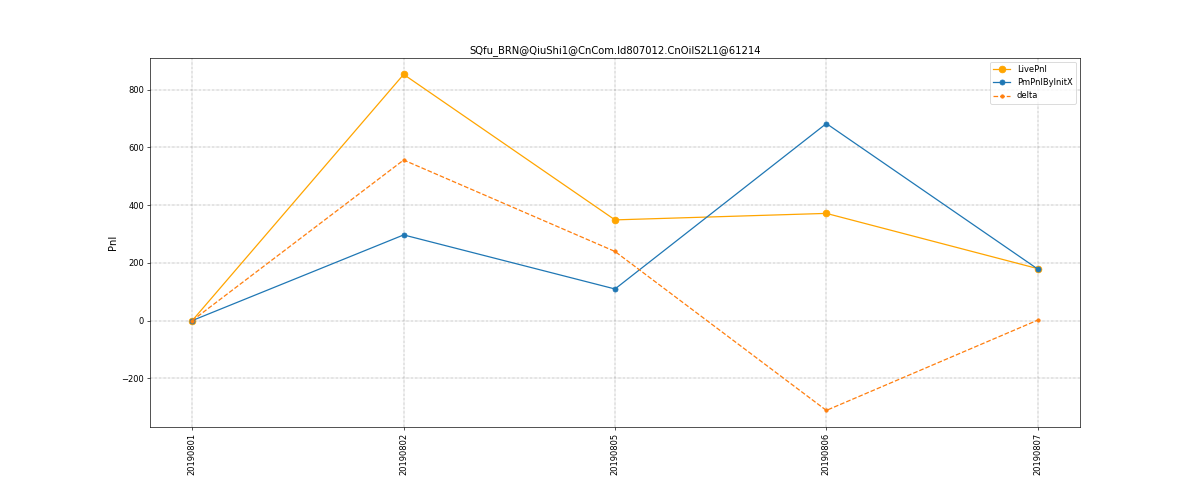 SQfu_BRN@QiuShi1@CnCom.Id807012.CnOilS2L1@61214
LivePnl
PmPnlByInitX
delta
800
600
400
200
0
−200
Pnl
20190801
20190802
20190805
20190806
20190807